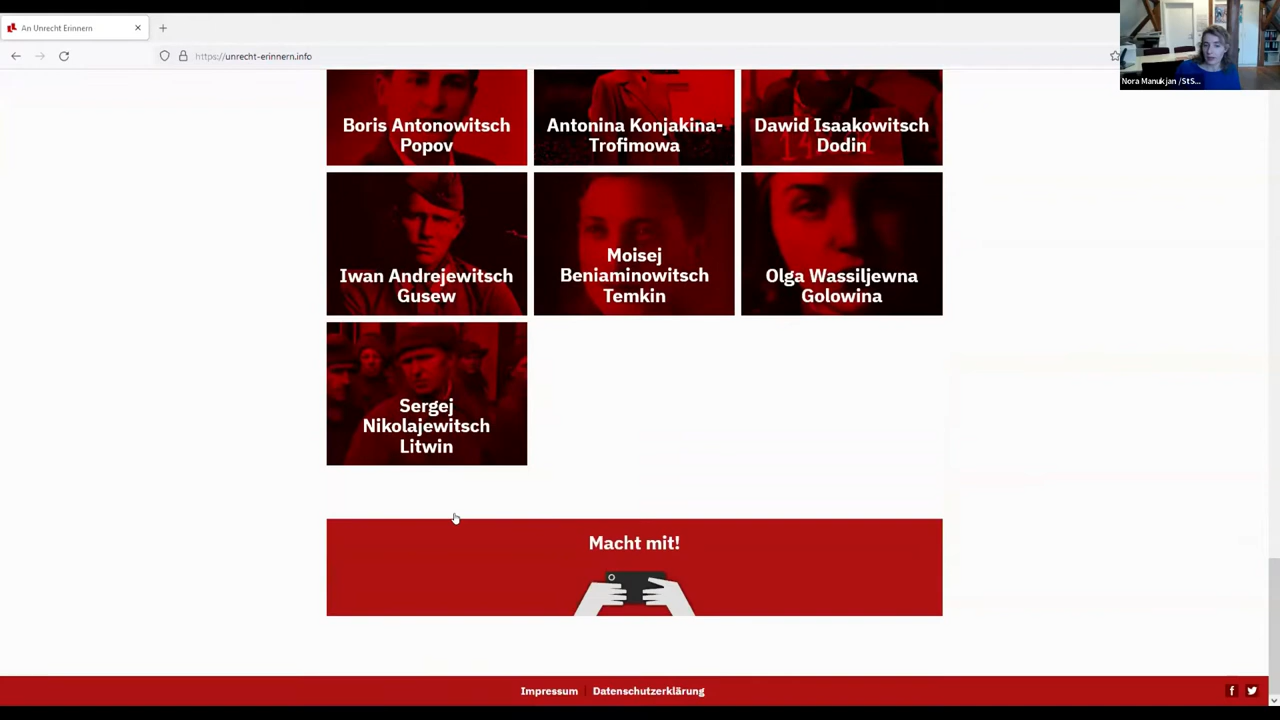 An Unrecht Erinnern
https://unrecht-erinnern.info
Nora Manukjan /StS...
Boris Antonowitsch
Popov
Antonina Konjakina-
Trofimowa
Dawid Isaakowitsch
Dodin
Iwan Andrejewitsch
Gusew
Moisej
Beniaminowitsch
Temkin
Olga Wassiljewna
Golowina
Sergej
Nikolajewitsch
Litwin
Macht mit!
Impressum
Datenschutzerklärung